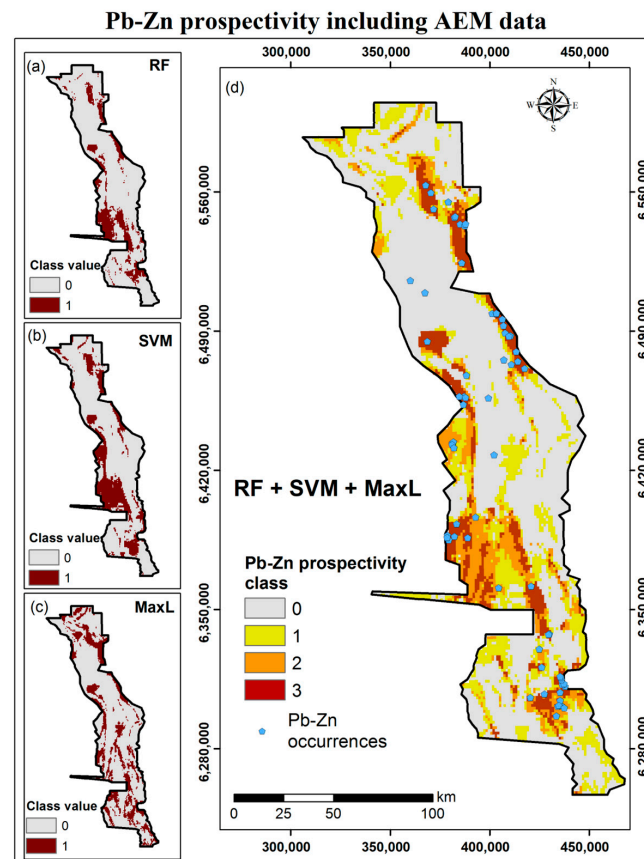 Pb-Zn prospectivity including AEM data
(a)
RF
Class value
0
1
(b)
SVM
Class value
0
1
(c)
MaxL
Class value
0
1
300,000
350,000
400,000
450,000
(d)
N
W
E
S
6,560,000
6,490,000
6,420,000
6,350,000
6,280,000
6,560,000
6,490,000
6,420,000
6,350,000
6,280,000
RF + SVM + MaxL
Pb-Zn prospectivity
class
0
1
2
3
Pb-Zn
occurrences
km
0
25
50
100
300,000
350,000
400,000
450,000